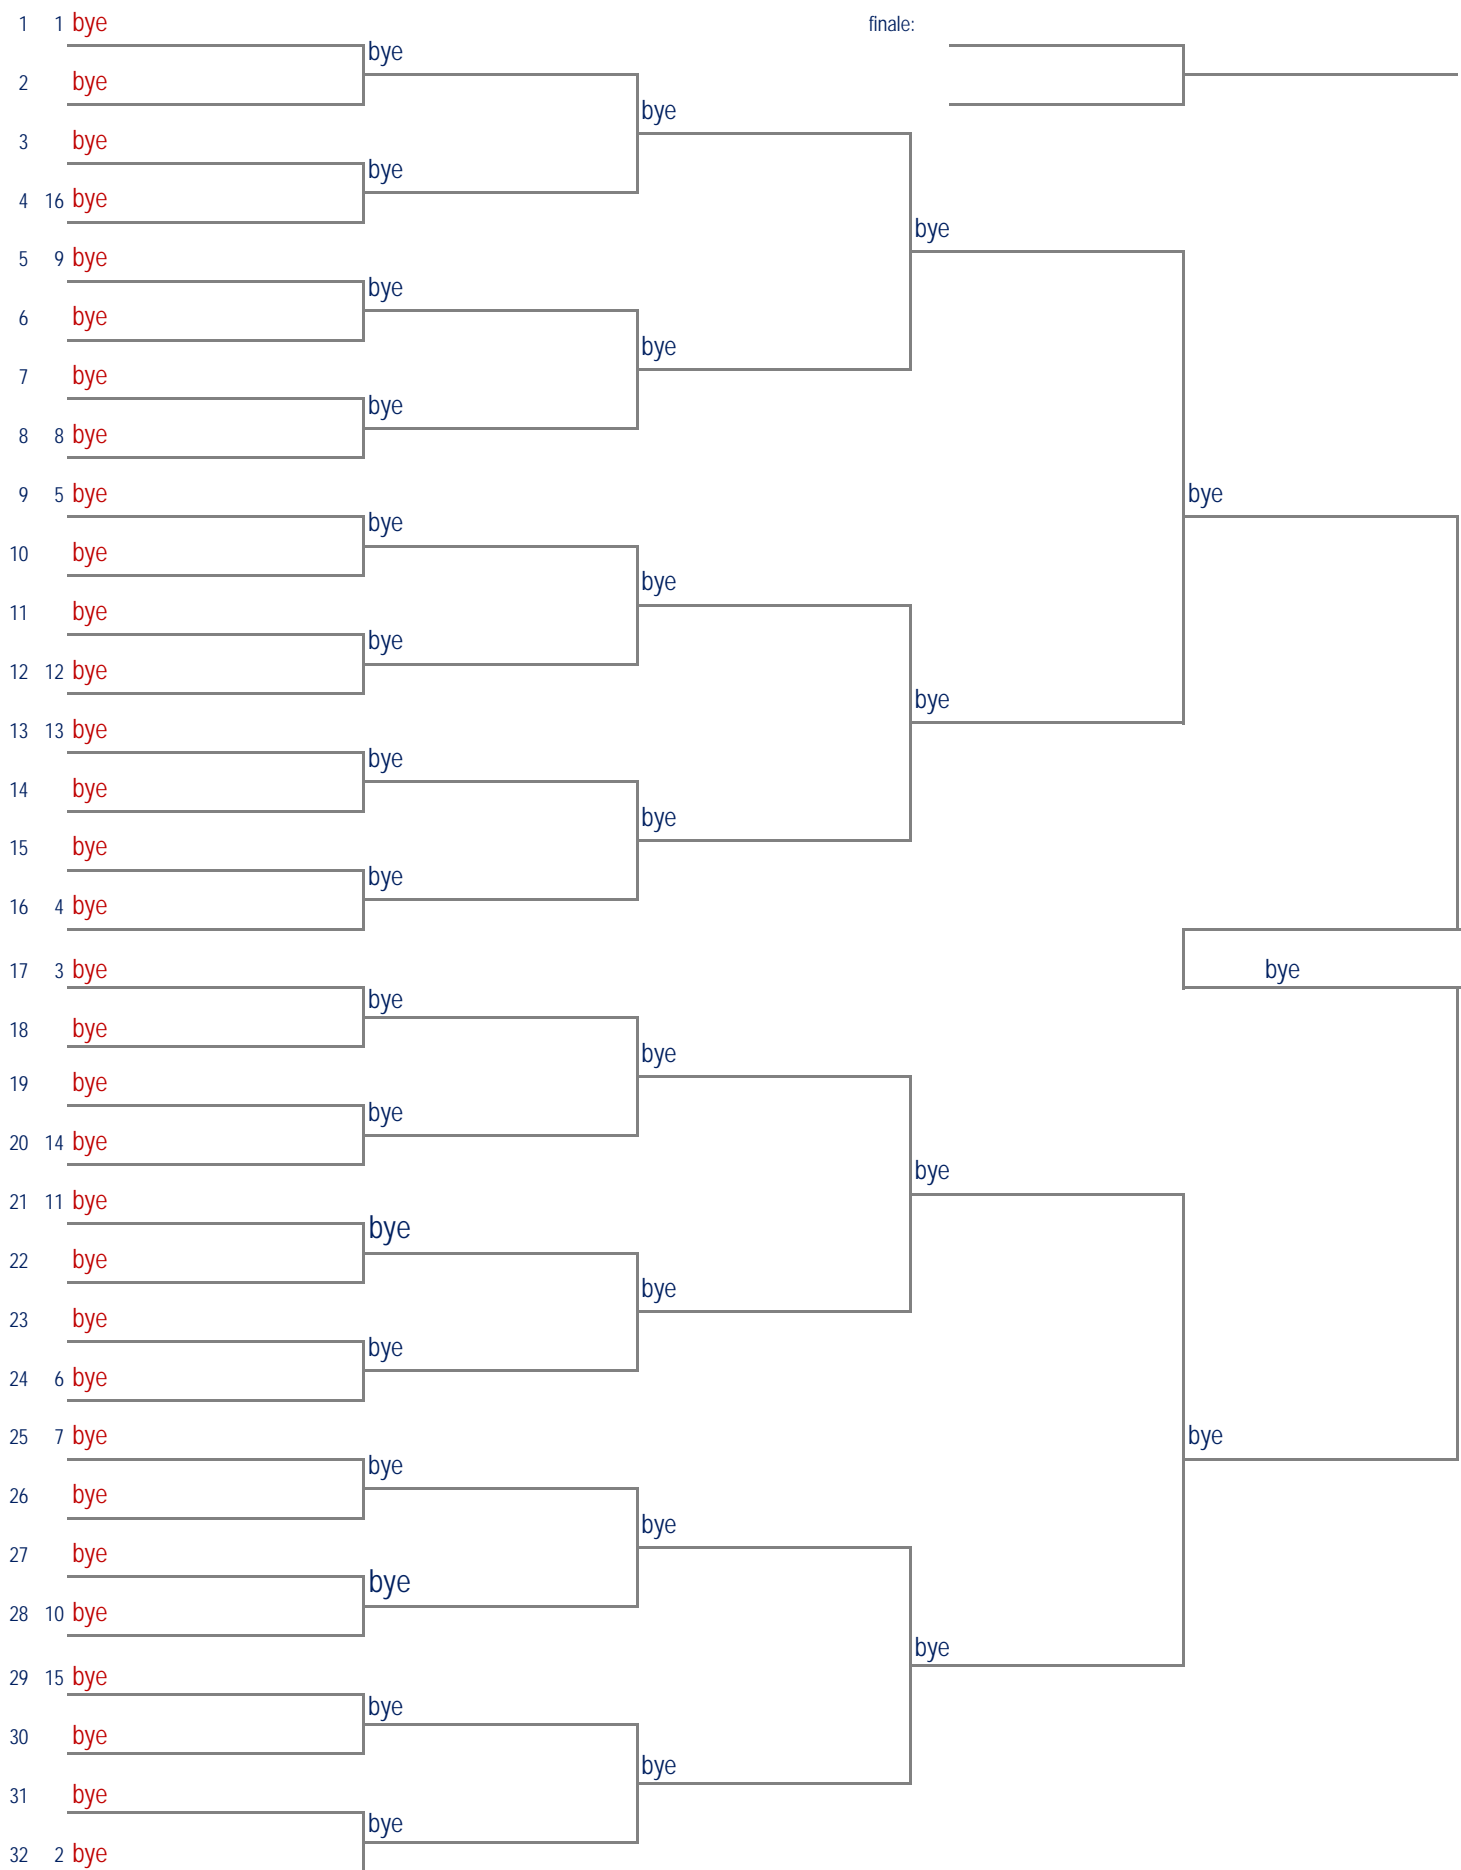 1 1 bye finale:
bye
2 bye
bye
3 bye
bye
4 16 bye
bye
5 9 bye
bye
6 bye
bye
7 bye
bye
8 8 bye
9 5 bye bye
bye
10 bye
bye
11 bye
bye
12 12 bye
bye
13 13 bye
bye
14 bye
bye
15 bye
bye
16 4 bye
17 3 bye bye
bye
18 bye
bye
19 bye
bye
20 14 bye
bye
21 11 bye
bye
22 bye
bye
23 bye
bye
24 6 bye
25 7 bye bye
bye
26 bye
bye
27 bye
bye
28 10 bye
bye
29 15 bye
bye
30 bye
bye
31 bye
bye
32 2 bye